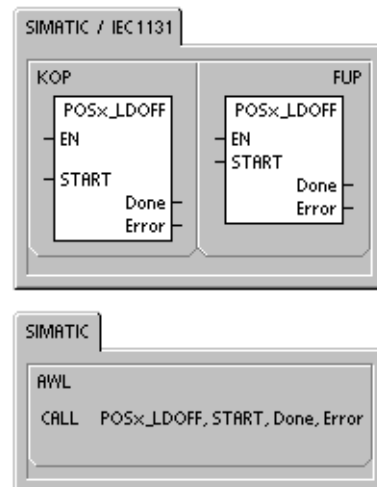 SIMATIC / IEC1131
KOP
FUP
POSx_LDOFF
EN
START
Done
Error
POSx_LDOFF
EN
START
Done
Error
SIMATIC
AWL
CALL POSx_LDOFF, START, Done, Error